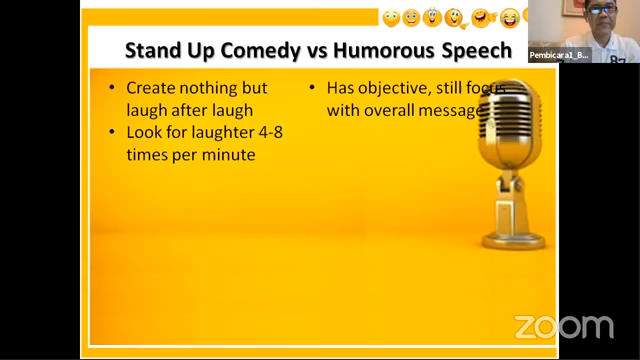 Stand Up Comedy vs Humorous Speech
• Create nothing but
laugh after laugh
• Look for laughter 4-8
times per minute
• Has objective, still focus
with overall message
Pembicara1_B...
zoom